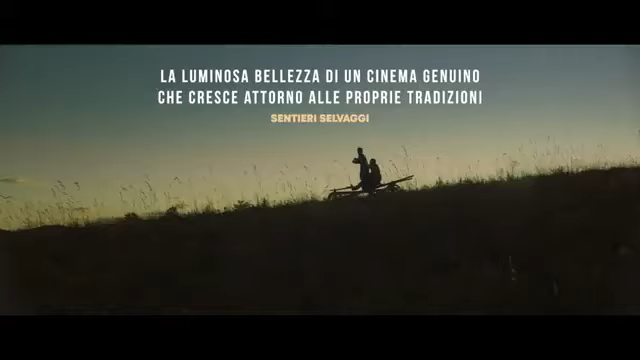 LA LUMINOSA BELLEZZA DI UN CINEMA GENUINO
CHE CRESCE ATTORNO ALLE PROPRIE TRADIZIONI
SENTIERI SELVAGGI